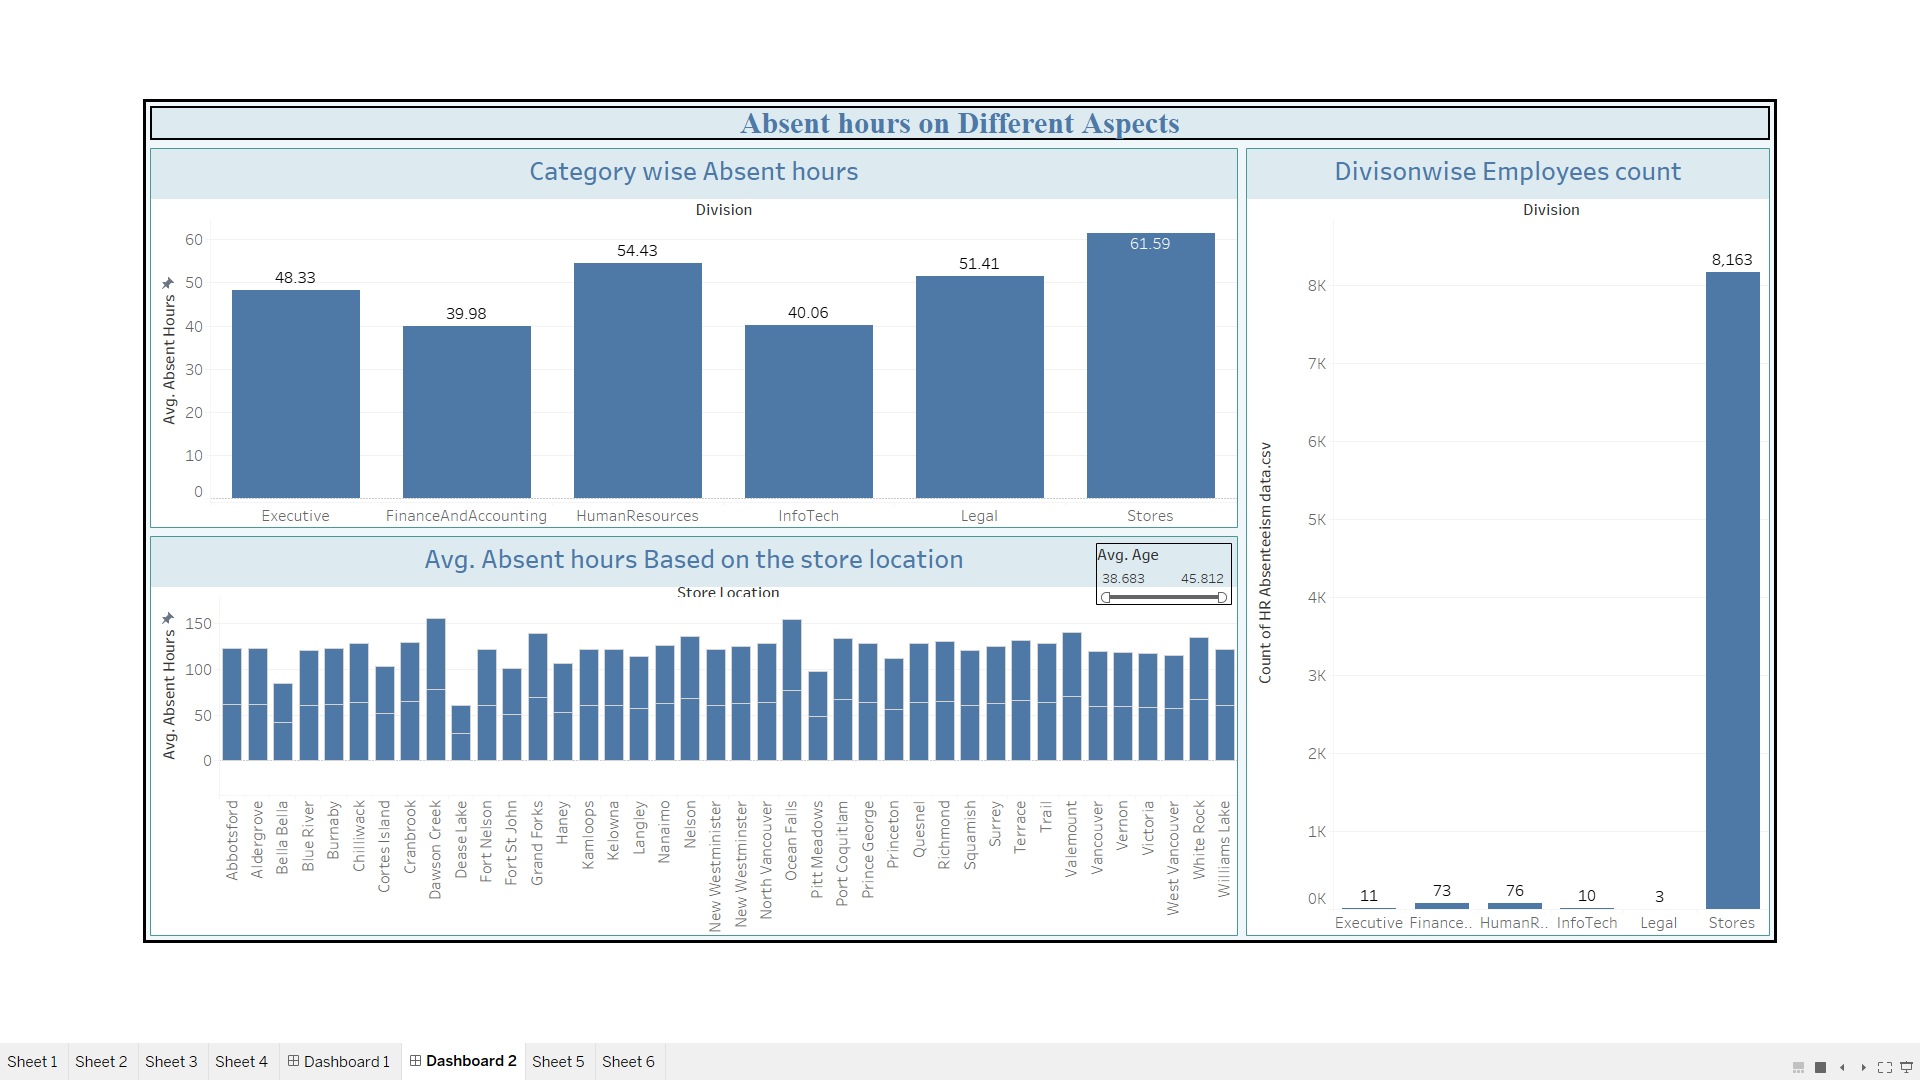 Absent hours on Different Aspects
Category wise Absent hours
Division
Avg. Absent Hours
60
50
40
30
20
10
0
48.33
39.98
54.43
40.06
51.41
61.59
Executive
FinanceAndAccounting
HumanResources
InfoTech
Legal
Stores
Avg. Absent hours Based on the store location
Avg. Age
38.683 45.812
Store Location
Avg. Absent Hours
150
100
50
0
Abbotsford
Aldergrove
Bella Bella
Blue River
Burnaby
Chilliwack
Cortes Island
Cranbrook
Dawson Creek
Dease Lake
Fort Nelson
Fort St John
Grand Forks
Haney
Kamloops
Kelowna
Langley
Nanaimo
Nelson
New Westminister
New Westminster
North Vancouver
Ocean Falls
Pitt Meadows
Port Coquitlam
Prince George
Princeton
Quesnel
Richmond
Squamish
Surrey
Terrace
Trail
Valemount
Vancouver
Vernon
Victoria
West Vancouver
White Rock
Williams Lake
Divisonwise Employees count
Division
Count of HR Absenteeism data.csv
8K
7K
6K
5K
4K
3K
2K
1K
0K
11
73
76
10
3
8,163
Executive
Finance..
HumanR..
InfoTech
Legal
Stores
Sheet 1 Sheet 2 Sheet 3 Sheet 4 Dashboard 1 Dashboard 2 Sheet 5 Sheet 6